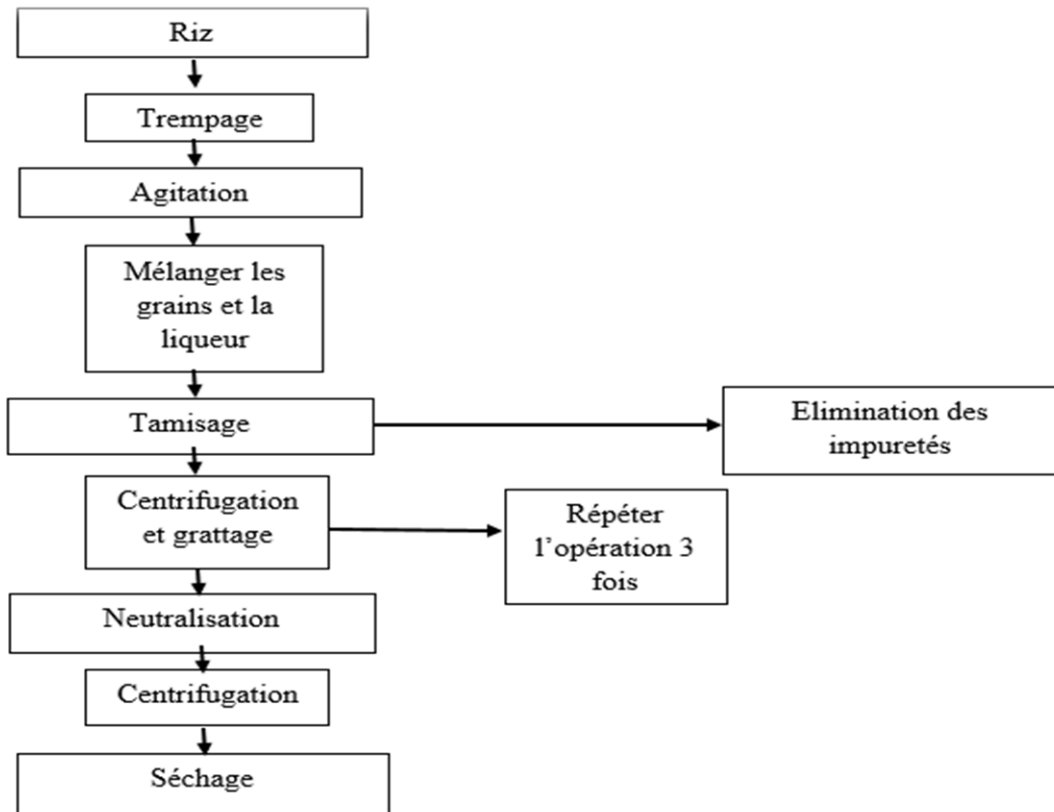 Riz
Trempage
Agitation
Mélanger les
grains et la
liqueur
Tamisage
Elimination des
impuretés
Centrifugation
et grattage
Répéter
l’opération 3
fois
Neutralisation
Centrifugation
Séchage